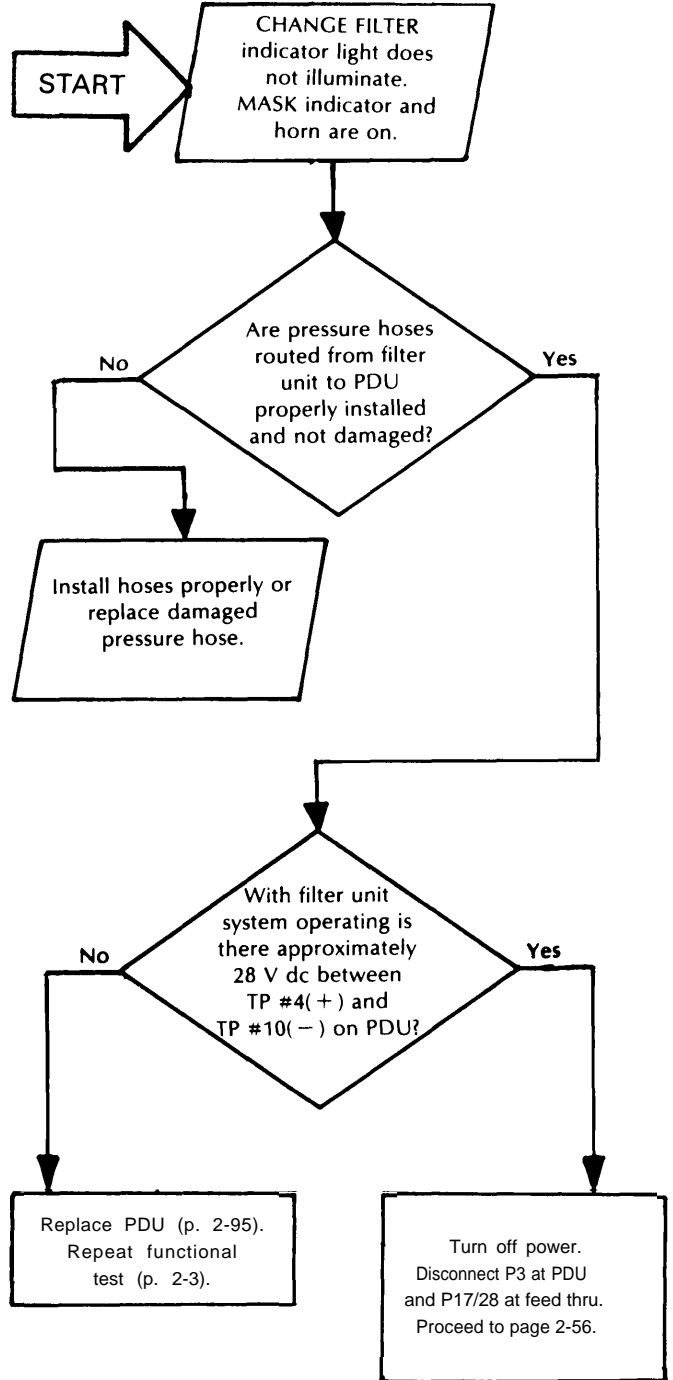 START
CHANGE FILTER
indicator light does
not illuminate.
MASK indicator and
horn are on.
Are pressure hoses
routed from filter
unit to PDU
properly installed
and not damaged?
No
Yes
Install hoses properly or
replace damaged
pressure hose.
With filter unit
system operating is
there approximately
28 V dc between
TP #4(+) and
TP #10(−) on PDU?
No
Yes
Replace PDU (p. 2-95).
Repeat functional
test (p. 2-3).
Turn off power.
Disconnect P3 at PDU
and P17/28 at feed thru.
Proceed to page 2-56.